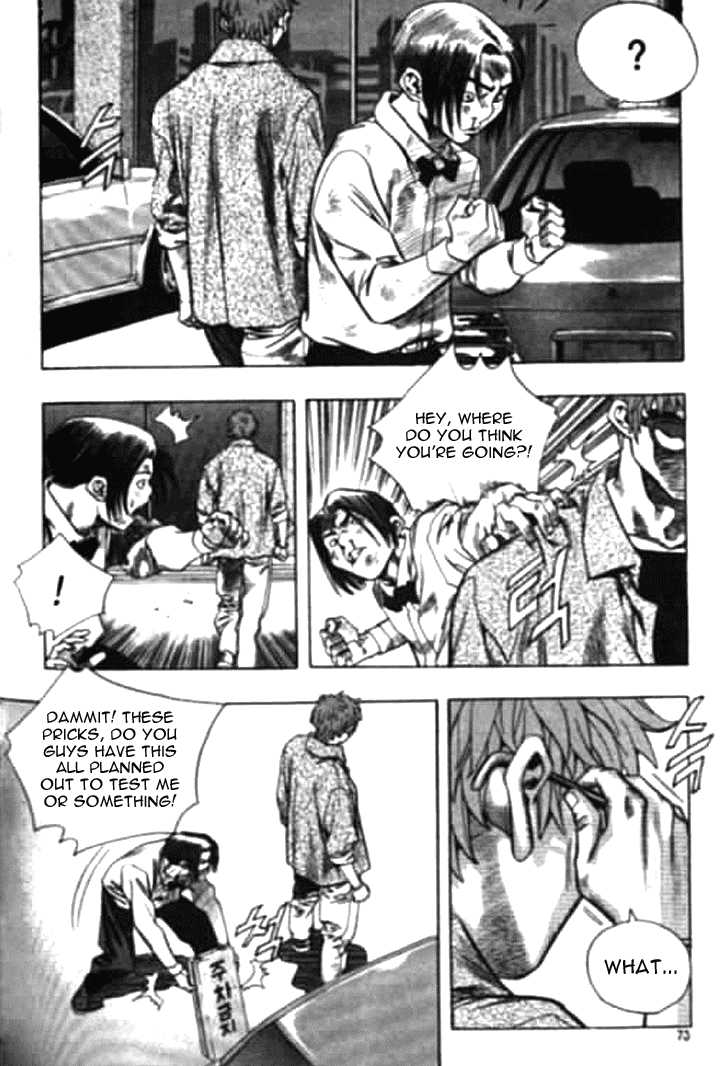 ?
HEY, WHERE
DO YOU THINK
YOU'RE GOING?!
!
턱
DAMMIT! THESE
PRICKS, DO YOU
GUYS HAVE THIS
ALL PLANNED
OUT TO TEST ME
OR SOMETHING!
주차금지
WHAT...
73